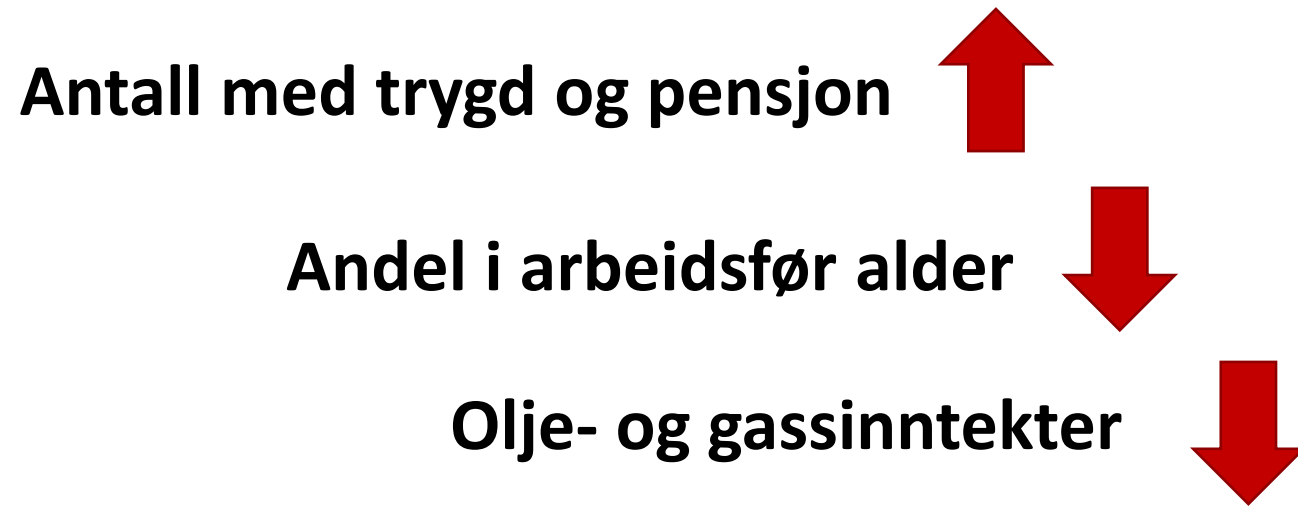 Antall med trygd og pensjon
Andel i arbeidsfør alder
Olje- og gassinntekter